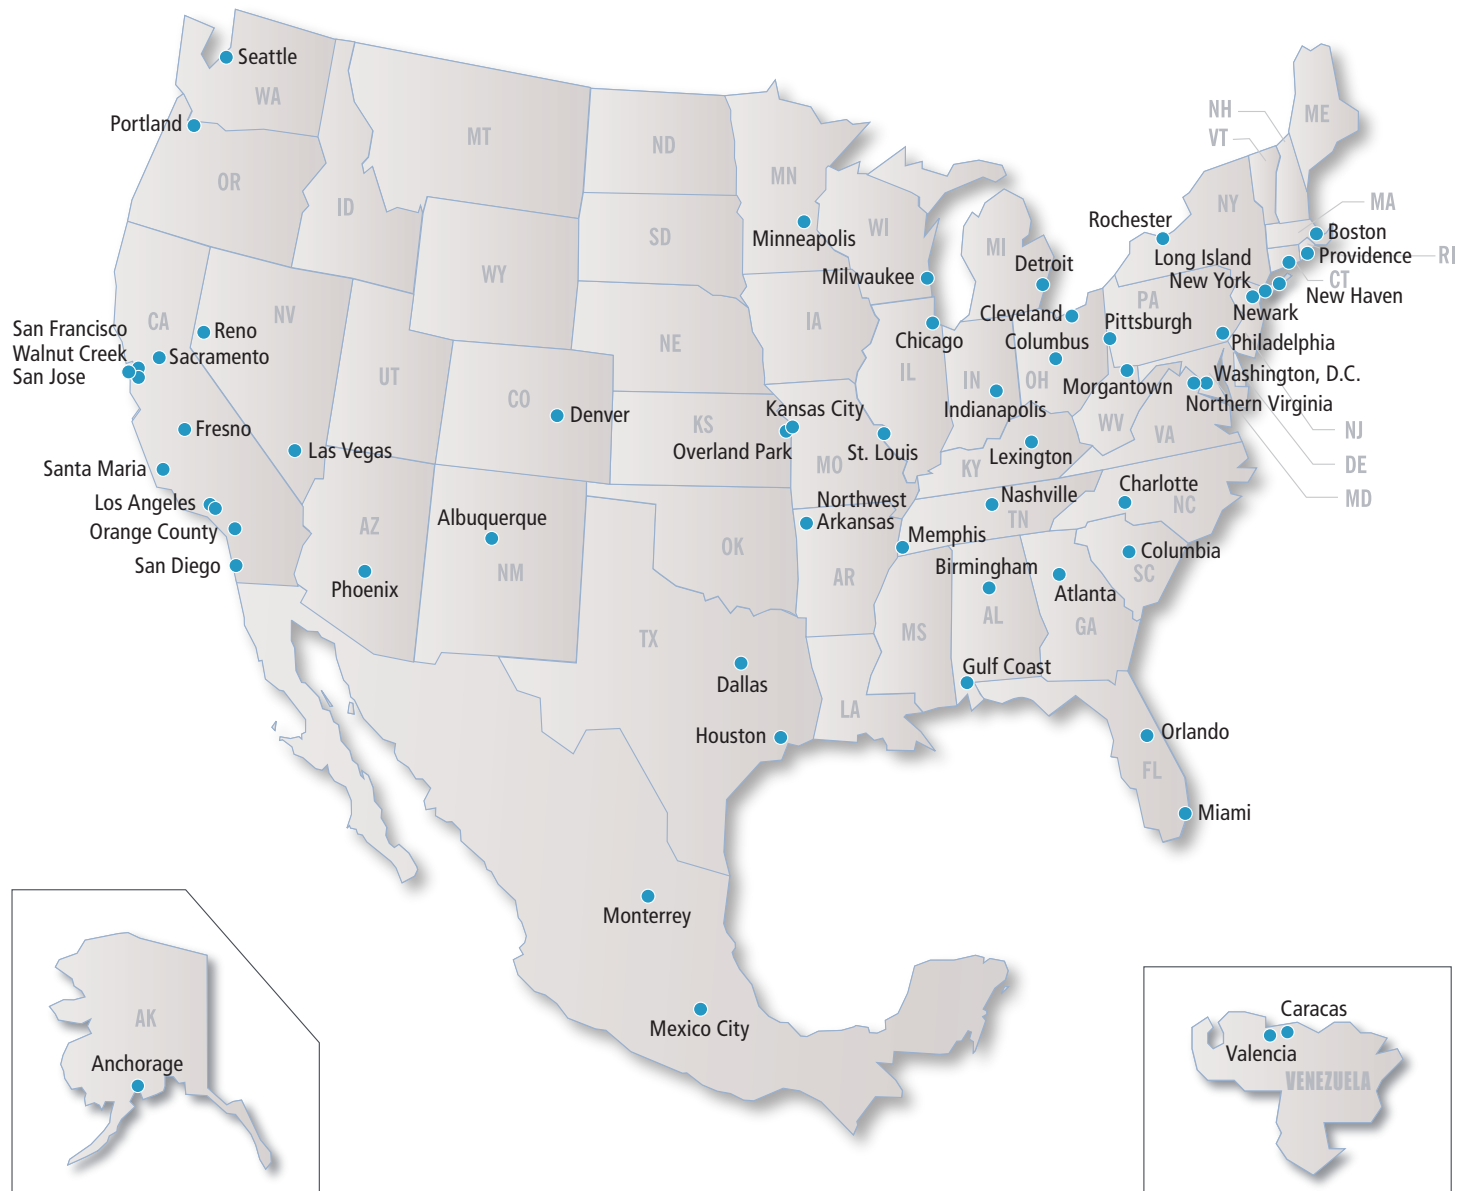 Seattle
WA
Portland
OR
ID
MT
ND
MN
SD
WY
Minneapolis
WI
Milwaukee
MI
Detroit
NH
VT
ME
NY
MA
Rochester
Boston
Long Island
Providence
RI
New York
CT
New Haven
PA
Newark
Cleveland
Pittsburgh
Philadelphia
San Francisco
Walnut Creek
San Jose
CA
Reno
Sacramento
NV
UT
CO
Denver
NE
IA
Chicago
IL
IN
Columbus
OH
Indianapolis
Morgantown
Washington, D.C.
Northern Virginia
WV
VA
NJ
DE
MD
Fresno
Las Vegas
Santa Maria
Los Angeles
Orange County
San Diego
KS
Kansas City
Overland Park
MO
St. Louis
KY
Lexington
AZ
Phoenix
Albuquerque
NM
OK
Northwest
Arkansas
AR
Nashville
TN
Memphis
Charlotte
NC
Columbia
SC
Birmingham
AL
Atlanta
GA
MS
TX
Dallas
Houston
LA
Gulf Coast
Orlando
FL
Miami
Monterrey
Mexico City
AK
Anchorage
Caracas
Valencia
VENEZUELA